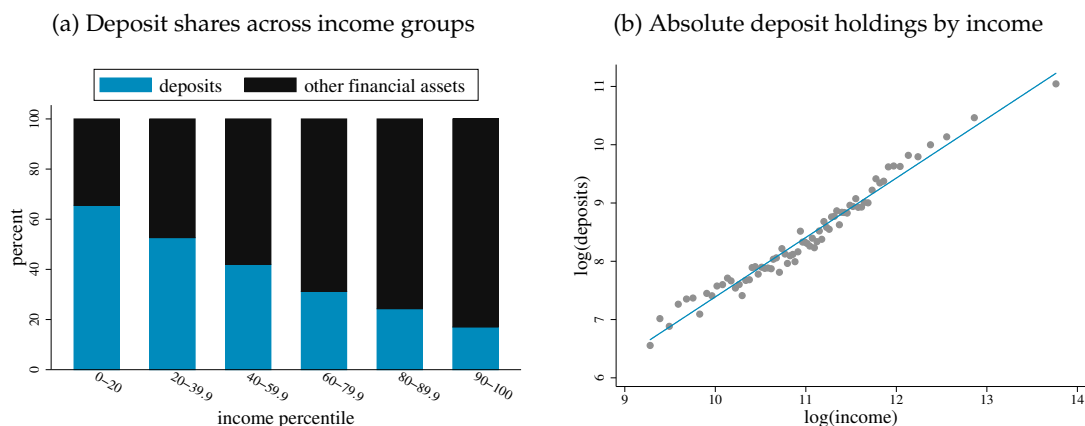 (a) Deposit shares across income groups
deposits other financial assets
100
80
60
40
20
0
percent
0–20 20–39.9 40–59.9 60–79.9 80–89.9 90–100
income percentile
(b) Absolute deposit holdings by income
11
10
9
8
7
6
log(deposits)
9 10 11 12 13 14
log(income)